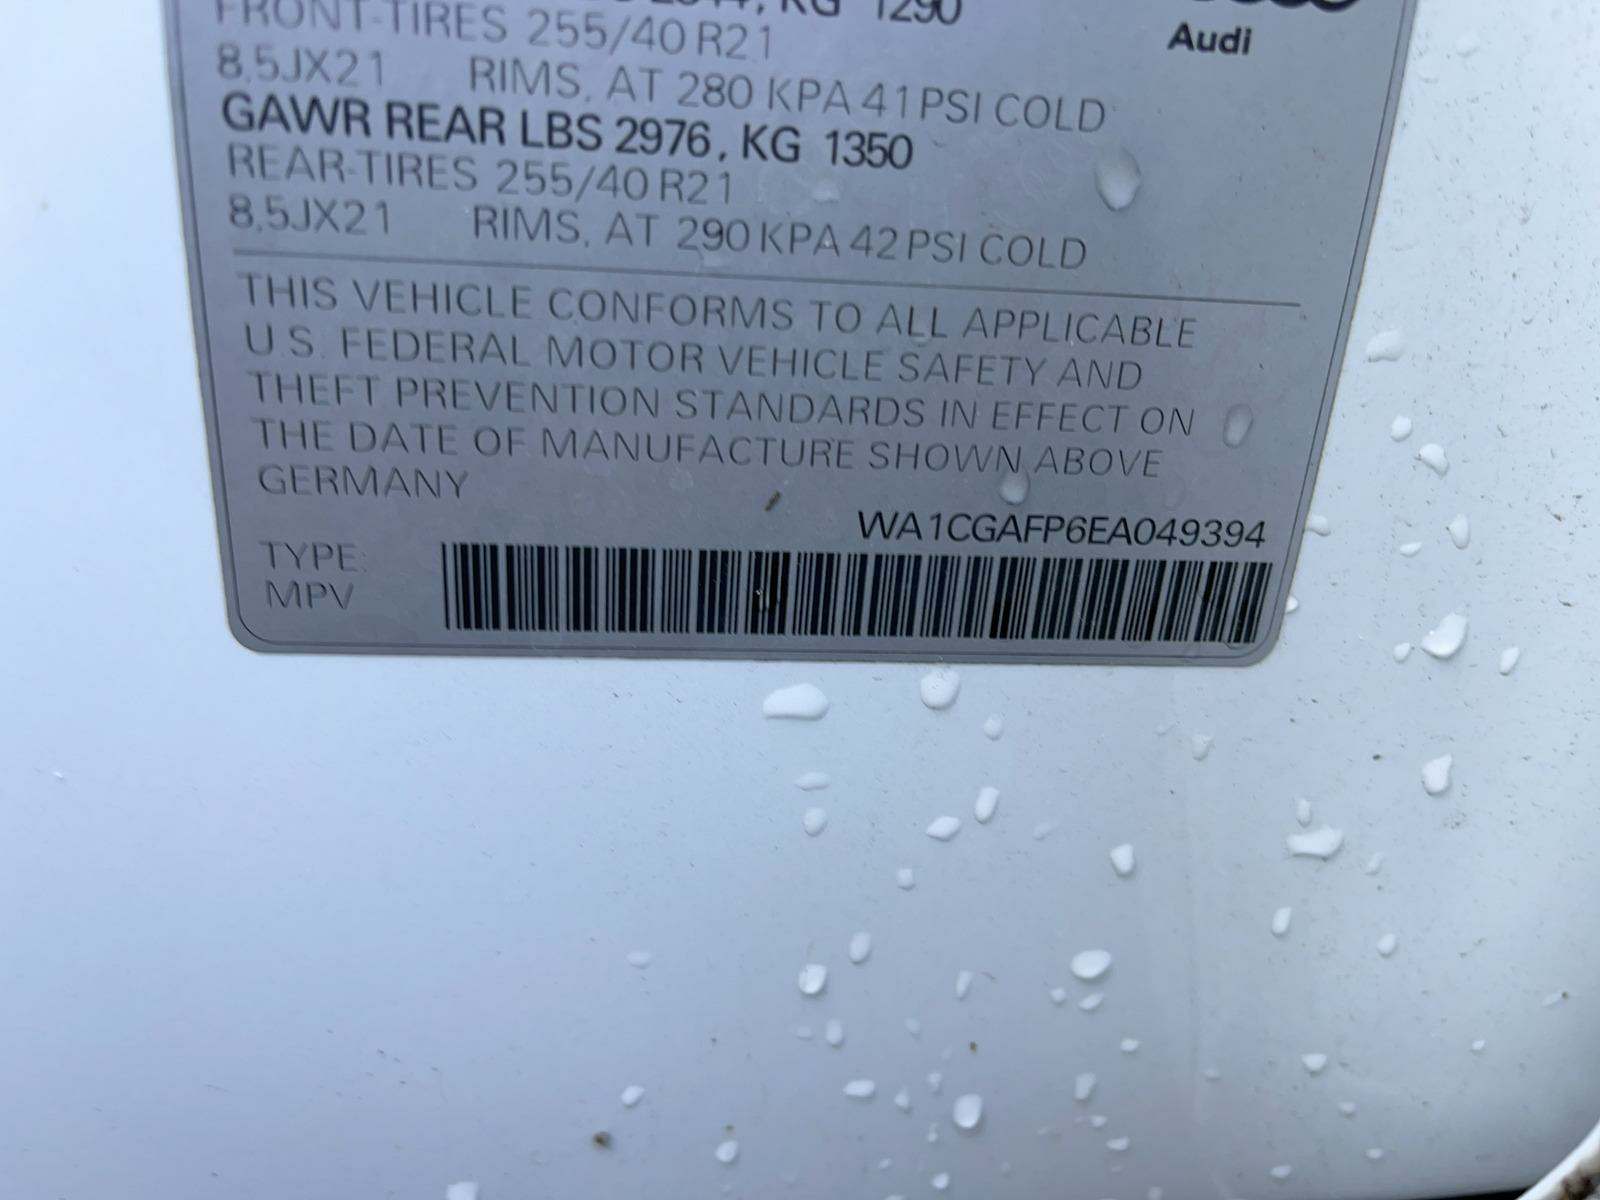 KG 1290
FRONT-TIRES 255/40 R21
Audi
8,5JX21 RIMS, AT 280 KPA 41 PSI COLD
GAWR REAR LBS 2976, KG 1350
REAR-TIRES 255/40 R21
8,5JX21 RIMS, AT 290 KPA 42 PSI COLD
THIS VEHICLE CONFORMS TO ALL APPLICABLE
U.S. FEDERAL MOTOR VEHICLE SAFETY AND
THEFT PREVENTION STANDARDS IN EFFECT ON
THE DATE OF MANUFACTURE SHOWN ABOVE
GERMANY
WA1CGAFP6EA049394
TYPE:
MPV